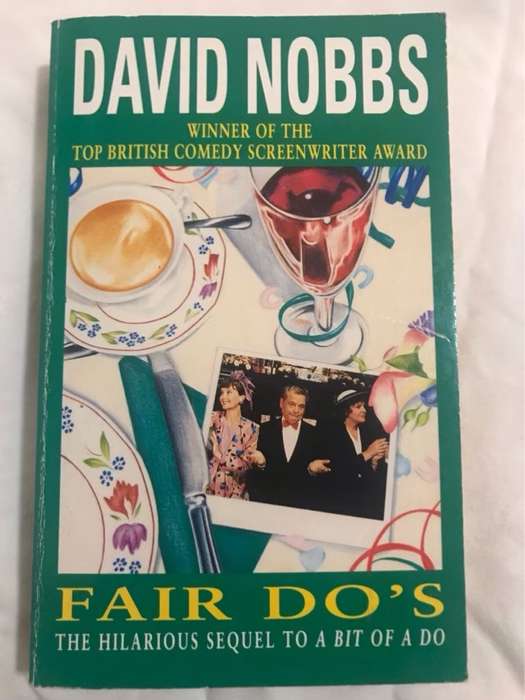 DAVID NOBBS
WINNER OF THE
TOP BRITISH COMEDY SCREENWRITER AWARD
FAIR DO'S
THE HILARIOUS SEQUEL TO A BIT OF A DO